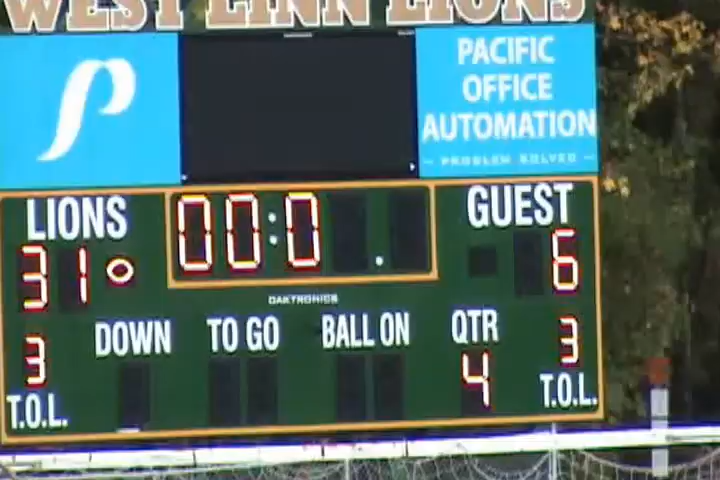 WEST LINN LIONS
PACIFIC
OFFICE
AUTOMATION
— PROBLEM SOLVED —
LIONS
GUEST
00:0 .
31
6
DAKTRONICS
DOWN TO GO BALL ON QTR
3
4
3
T.O.L.
T.O.L.